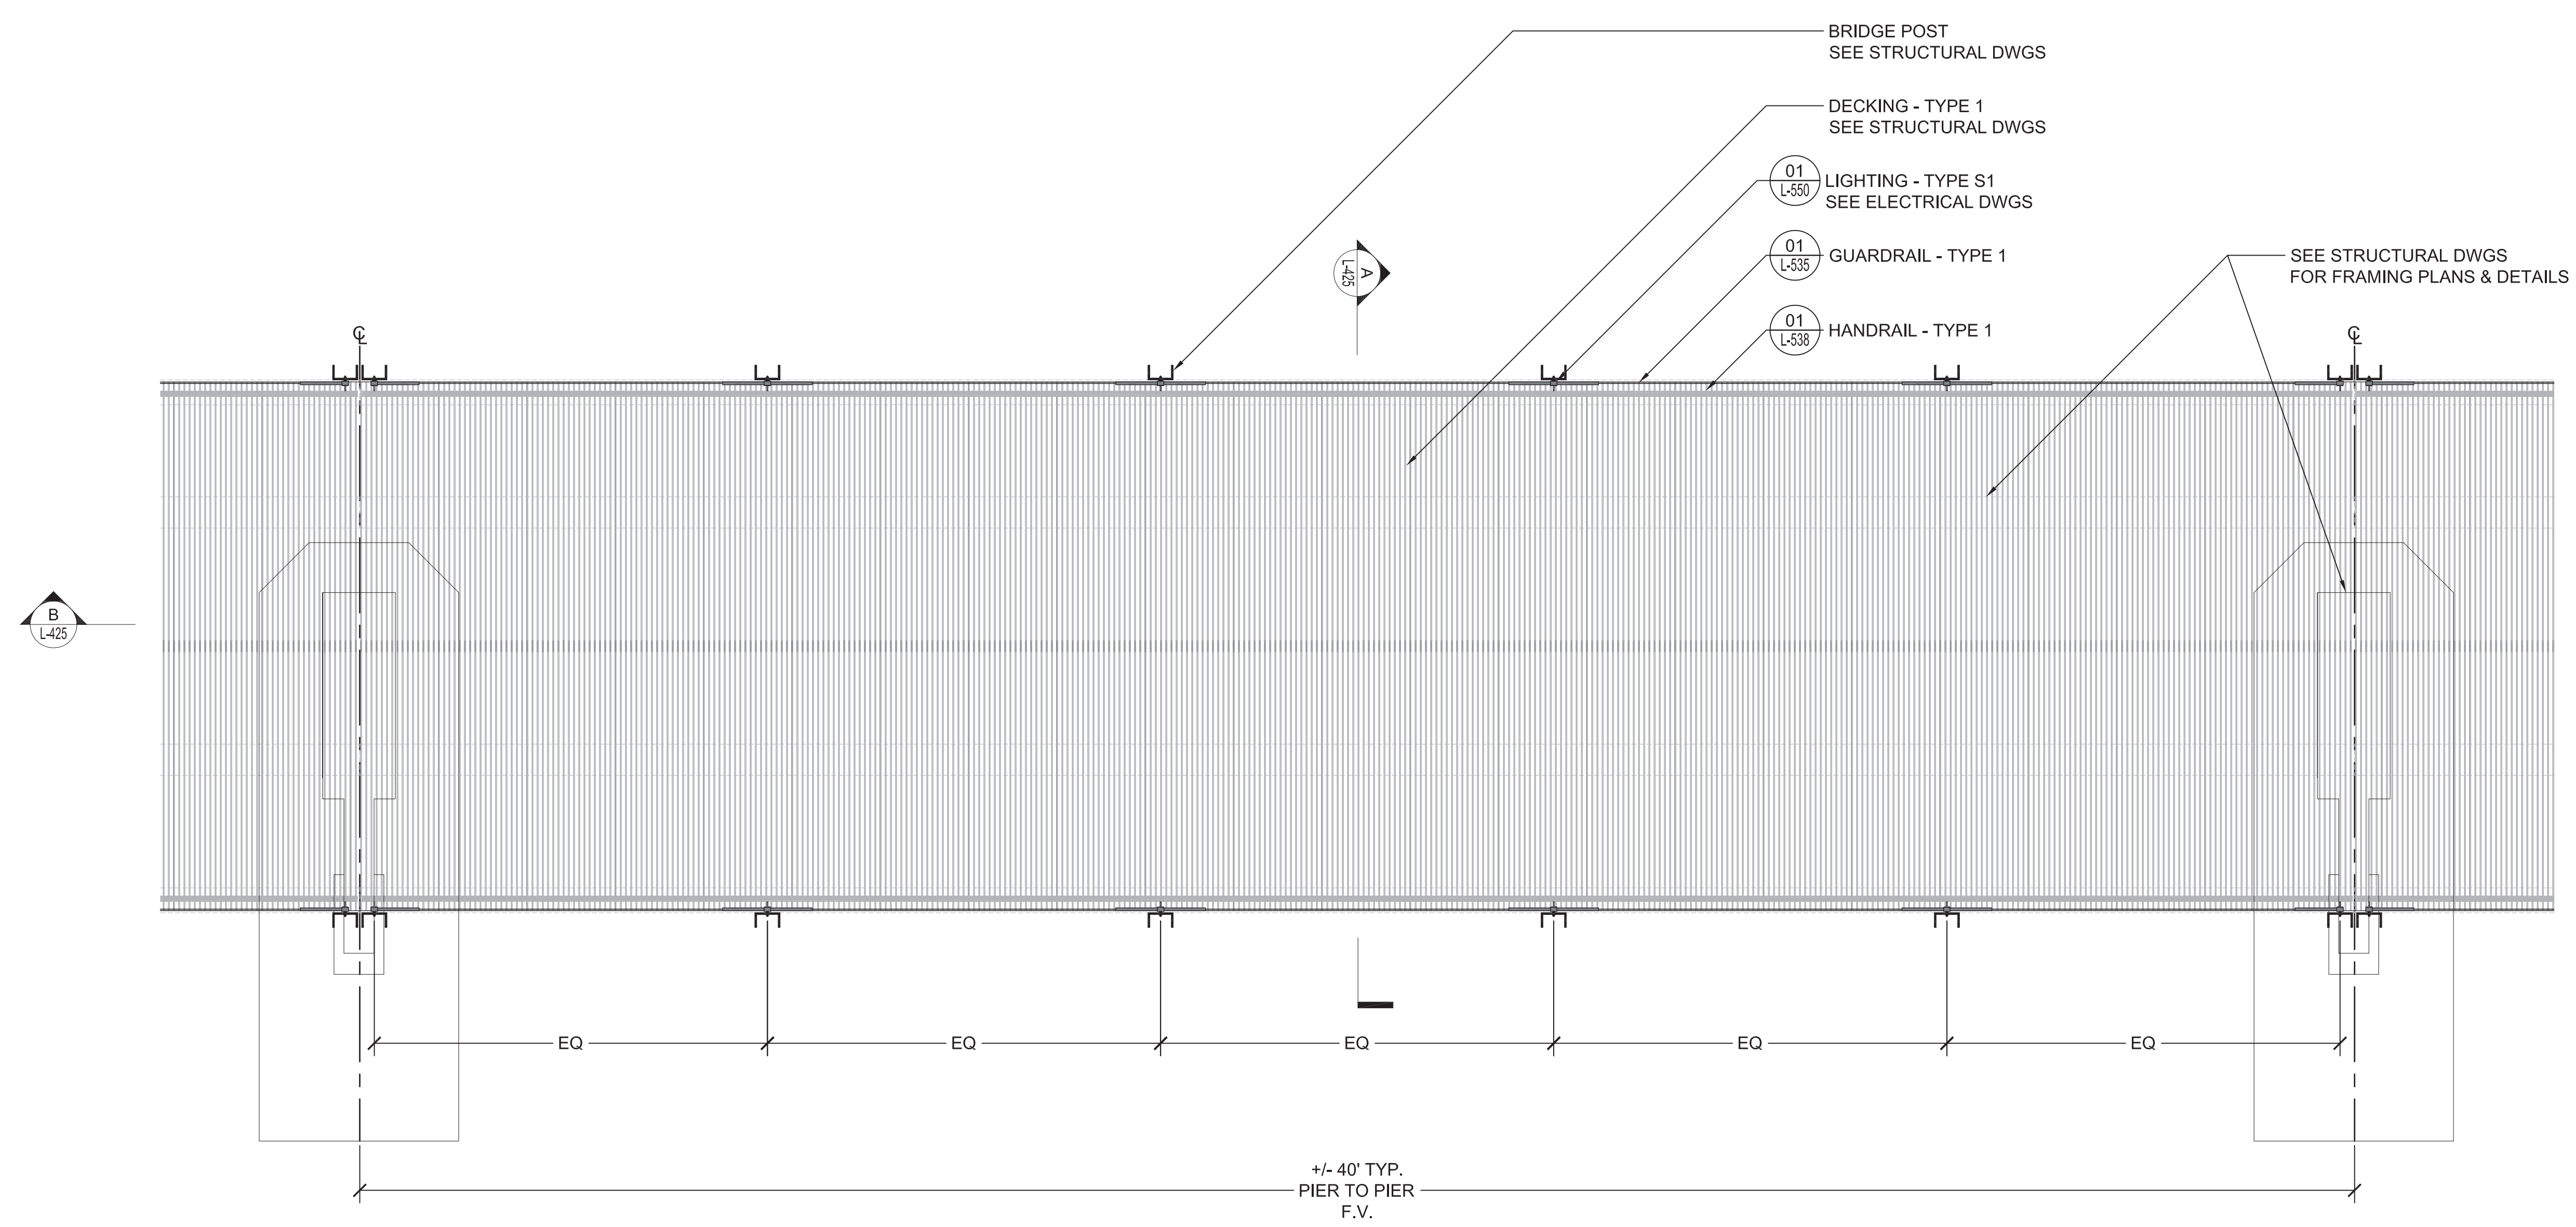 BRIDGE POST
SEE STRUCTURAL DWGS
DECKING - TYPE 1
SEE STRUCTURAL DWGS
01
L-550
LIGHTING - TYPE S1
SEE ELECTRICAL DWGS
01
L-535
GUARDRAIL - TYPE 1
01
L-538
HANDRAIL - TYPE 1
SEE STRUCTURAL DWGS
FOR FRAMING PLANS & DETAILS
A
L-425
℄
℄
B
L-425
EQ
EQ
EQ
EQ
EQ
+/- 40' TYP.
PIER TO PIER
F.V.